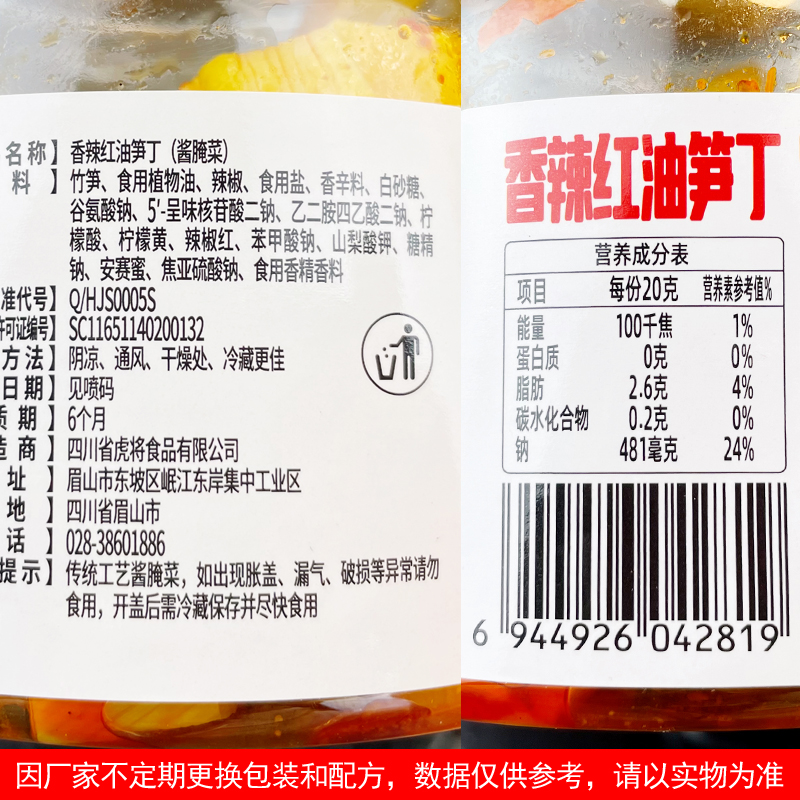 名称】香辣红油笋丁（酱腌菜）
料】竹笋、食用植物油、辣椒、食用盐、香辛料、白砂糖、
谷氨酸钠、5'-呈味核苷酸二钠、乙二胺四乙酸二钠、柠
檬酸、柠檬黄、辣椒红、苯甲酸钠、山梨酸钾、糖精
钠、安赛蜜、焦亚硫酸钠、食用香精香料
准代号】Q/HJS0005S
许可证编号】SC11651140200132
方法】阴凉、通风、干燥处、冷藏更佳
日期】见喷码
质期】6个月
造商】四川省虎将食品有限公司
址】眉山市东坡区岷江东岸集中工业区
地】四川省眉山市
话】028-38601886
提示】传统工艺酱腌菜，如出现胀盖、漏气、破损等异常请勿
食用，开盖后需冷藏保存并尽快食用
香辣红油笋丁
营养成分表
项目 每份20克 营养素参考值%
能量 100千焦 1%
蛋白质 0克 0%
脂肪 2.6克 4%
碳水化合物 0.2克 0%
钠 481毫克 24%
6 944926 042819
因厂家不定期更换包装和配方，数据仅供参考，请以实物为准